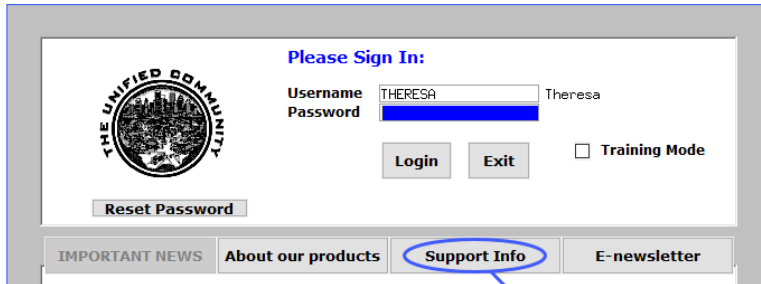 THE UNIFIED COMMUNITY
Please Sign In:
Username THERESA Theresa
Password
Login Exit Training Mode
Reset Password
IMPORTANT NEWS About our products Support Info E-newsletter